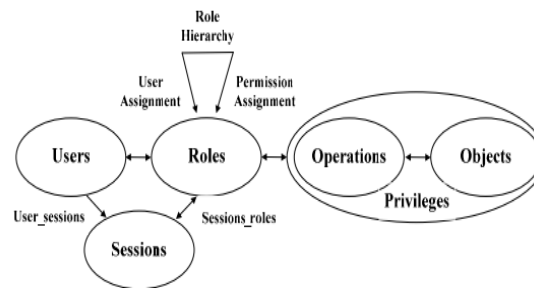 Role
Hierarchy
User
Assignment
Permission
Assignment
Users
Roles
Operations
Objects
Privileges
User_sessions
Sessions_roles
Sessions